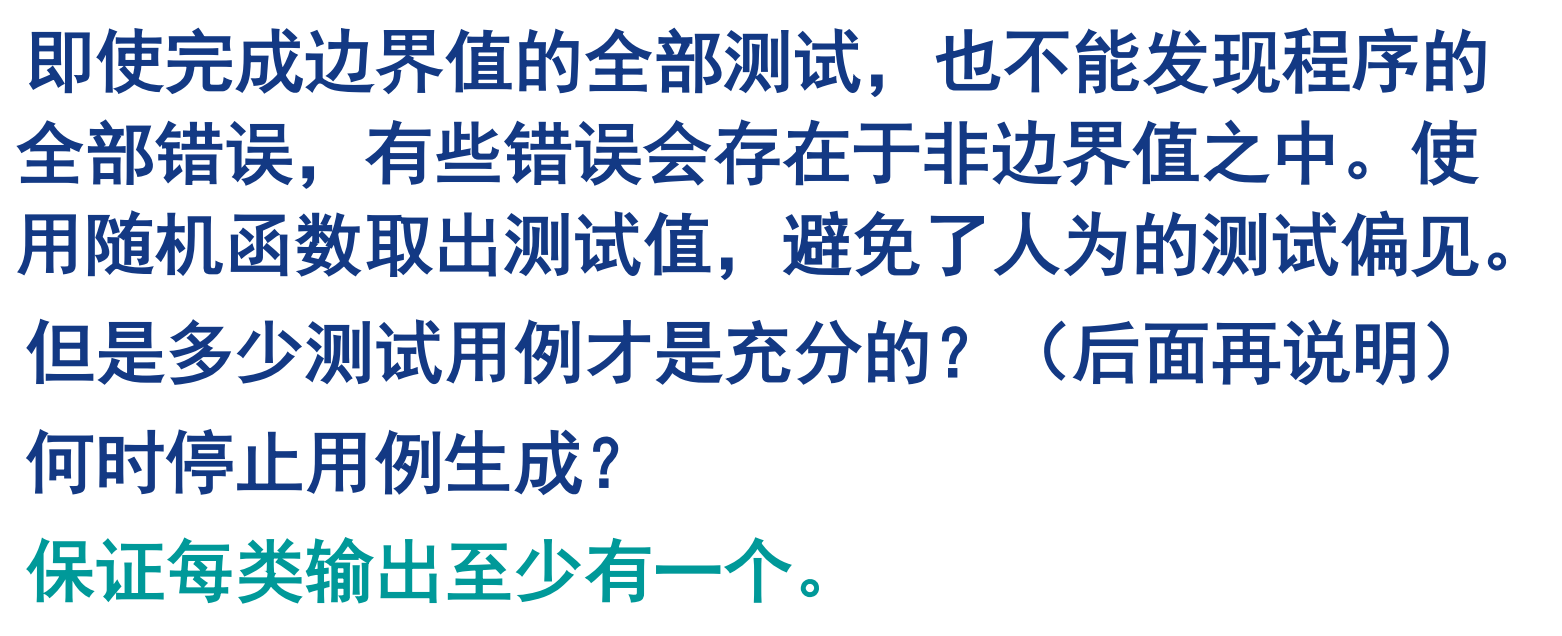 即使完成边界值的全部测试，也不能发现程序的
全部错误，有些错误会存在于非边界值之中。使
用随机函数取出测试值，避免了人为的测试偏见。
但是多少测试用例才是充分的？（后面再说明）
何时停止用例生成？
保证每类输出至少有一个。